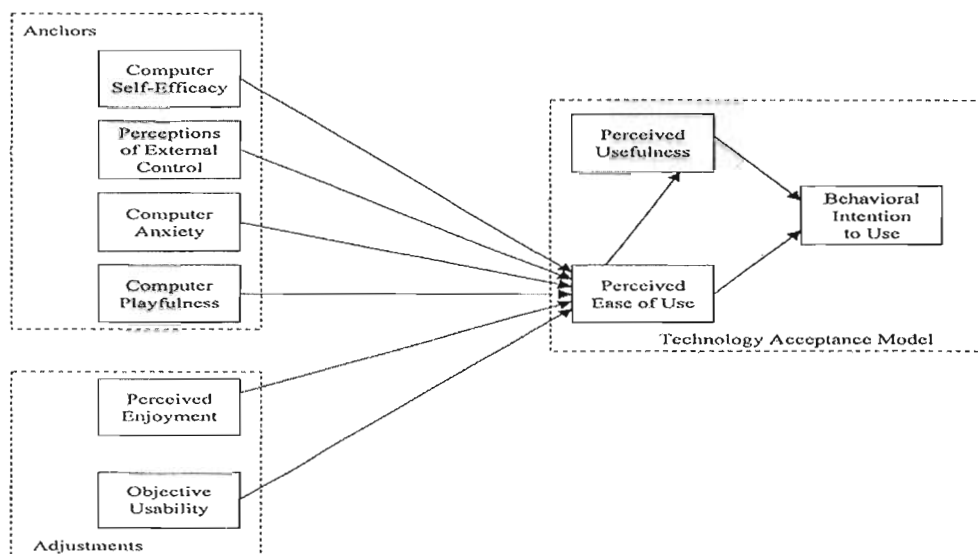 Anchors
Computer
Self-Efficacy
Perceptions
of External
Control
Computer
Anxiety
Computer
Playfulness
Perceived
Enjoyment
Objective
Usability
Adjustments
Perceived
Usefulness
Behavioral
Intention
to Use
Perceived
Ease of Use
Technology Acceptance Model